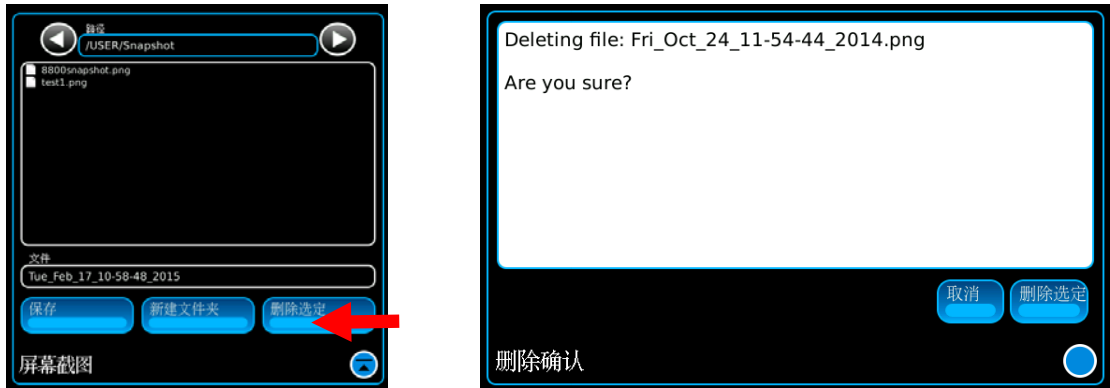 路径
/USER/Snapshot
8800snapshot.png
test1.png
文件
Tue_Feb_17_10-58-48_2015
保存
新建文件夹
删除选定
屏幕截图
Deleting file: Fri_Oct_24_11-54-44_2014.png
Are you sure?
取消
删除选定
删除确认